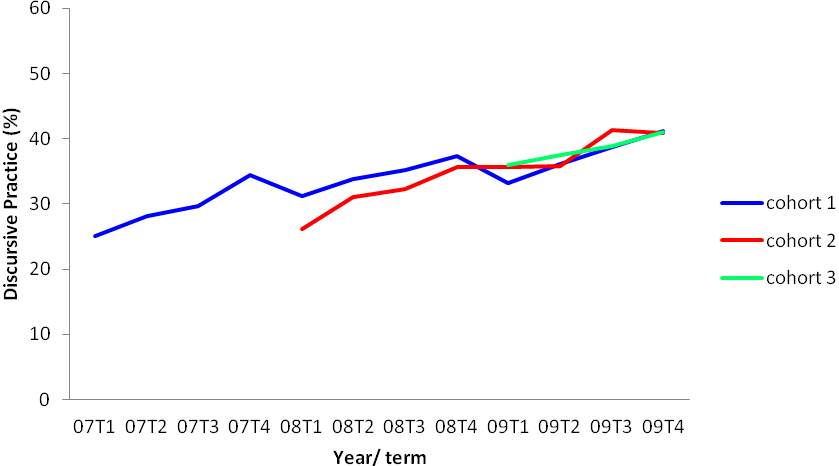 60
50
40
30
20
10
0
Discursive Practice (%)
07T1 07T2 07T3 07T4 08T1 08T2 08T3 08T4 09T1 09T2 09T3 09T4
Year/ term
cohort 1
cohort 2
cohort 3